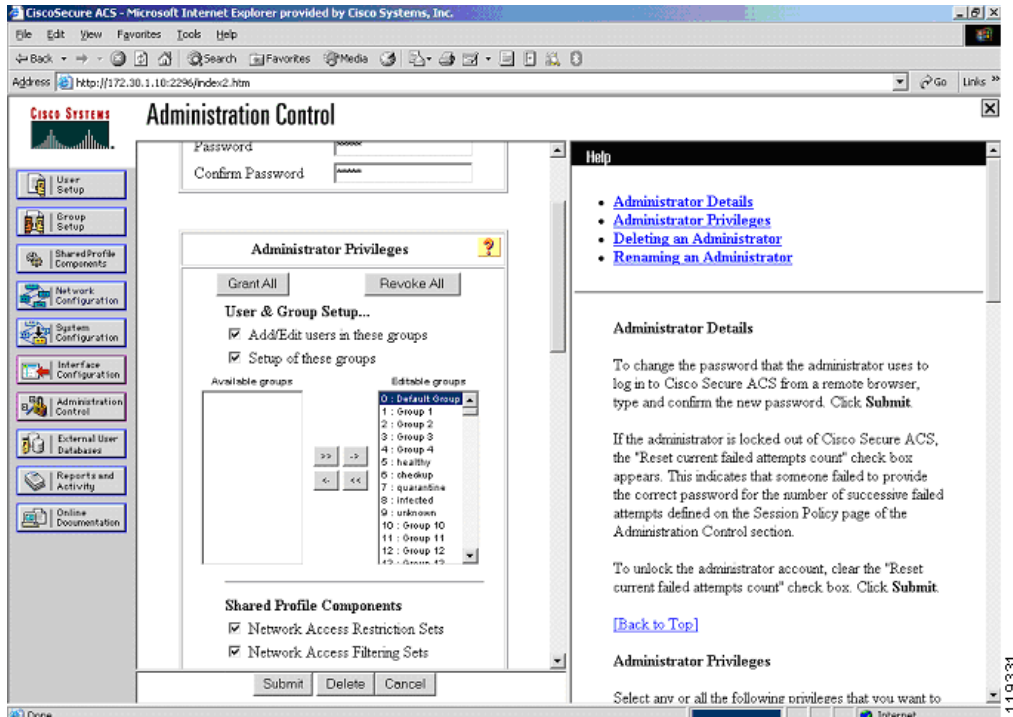 CiscoSecure ACS - Microsoft Internet Explorer provided by Cisco Systems, Inc.
File Edit View Favorites Tools Help
Back Search Favorites Media
Address http://172.30.1.10:2296/index2.htm Go Links »
CISCO SYSTEMS
Administration Control
User Setup
Group Setup
Shared Profile Components
Network Configuration
System Configuration
Interface Configuration
Administration Control
External User Databases
Reports and Activity
Online Documentation
Password
Confirm Password
Administrator Privileges ?
Grant All Revoke All
User & Group Setup...
Add/Edit users in these groups
Setup of these groups
Available groups Editable groups
0 : Default Group
1 : Group 1
2 : Group 2
3 : Group 3
4 : Group 4
5 : healthy
6 : checkup
7 : quarantine
8 : infected
9 : unknown
10 : Group 10
11 : Group 11
12 : Group 12
13 : Group 13
>> ->
<- <<
Shared Profile Components
Network Access Restriction Sets
Network Access Filtering Sets
Submit Delete Cancel
Help
Administrator Details
Administrator Privileges
Deleting an Administrator
Renaming an Administrator
Administrator Details
To change the password that the administrator uses to
log in to Cisco Secure ACS from a remote browser,
type and confirm the new password. Click Submit.
If the administrator is locked out of Cisco Secure ACS,
the "Reset current failed attempts count" check box
appears. This indicates that someone failed to provide
the correct password for the number of successive failed
attempts defined on the Session Policy page of the
Administration Control section.
To unlock the administrator account, clear the "Reset
current failed attempts count" check box. Click Submit.
[Back to Top]
Administrator Privileges
Select any or all the following privileges that you want to
Done Internet
119331